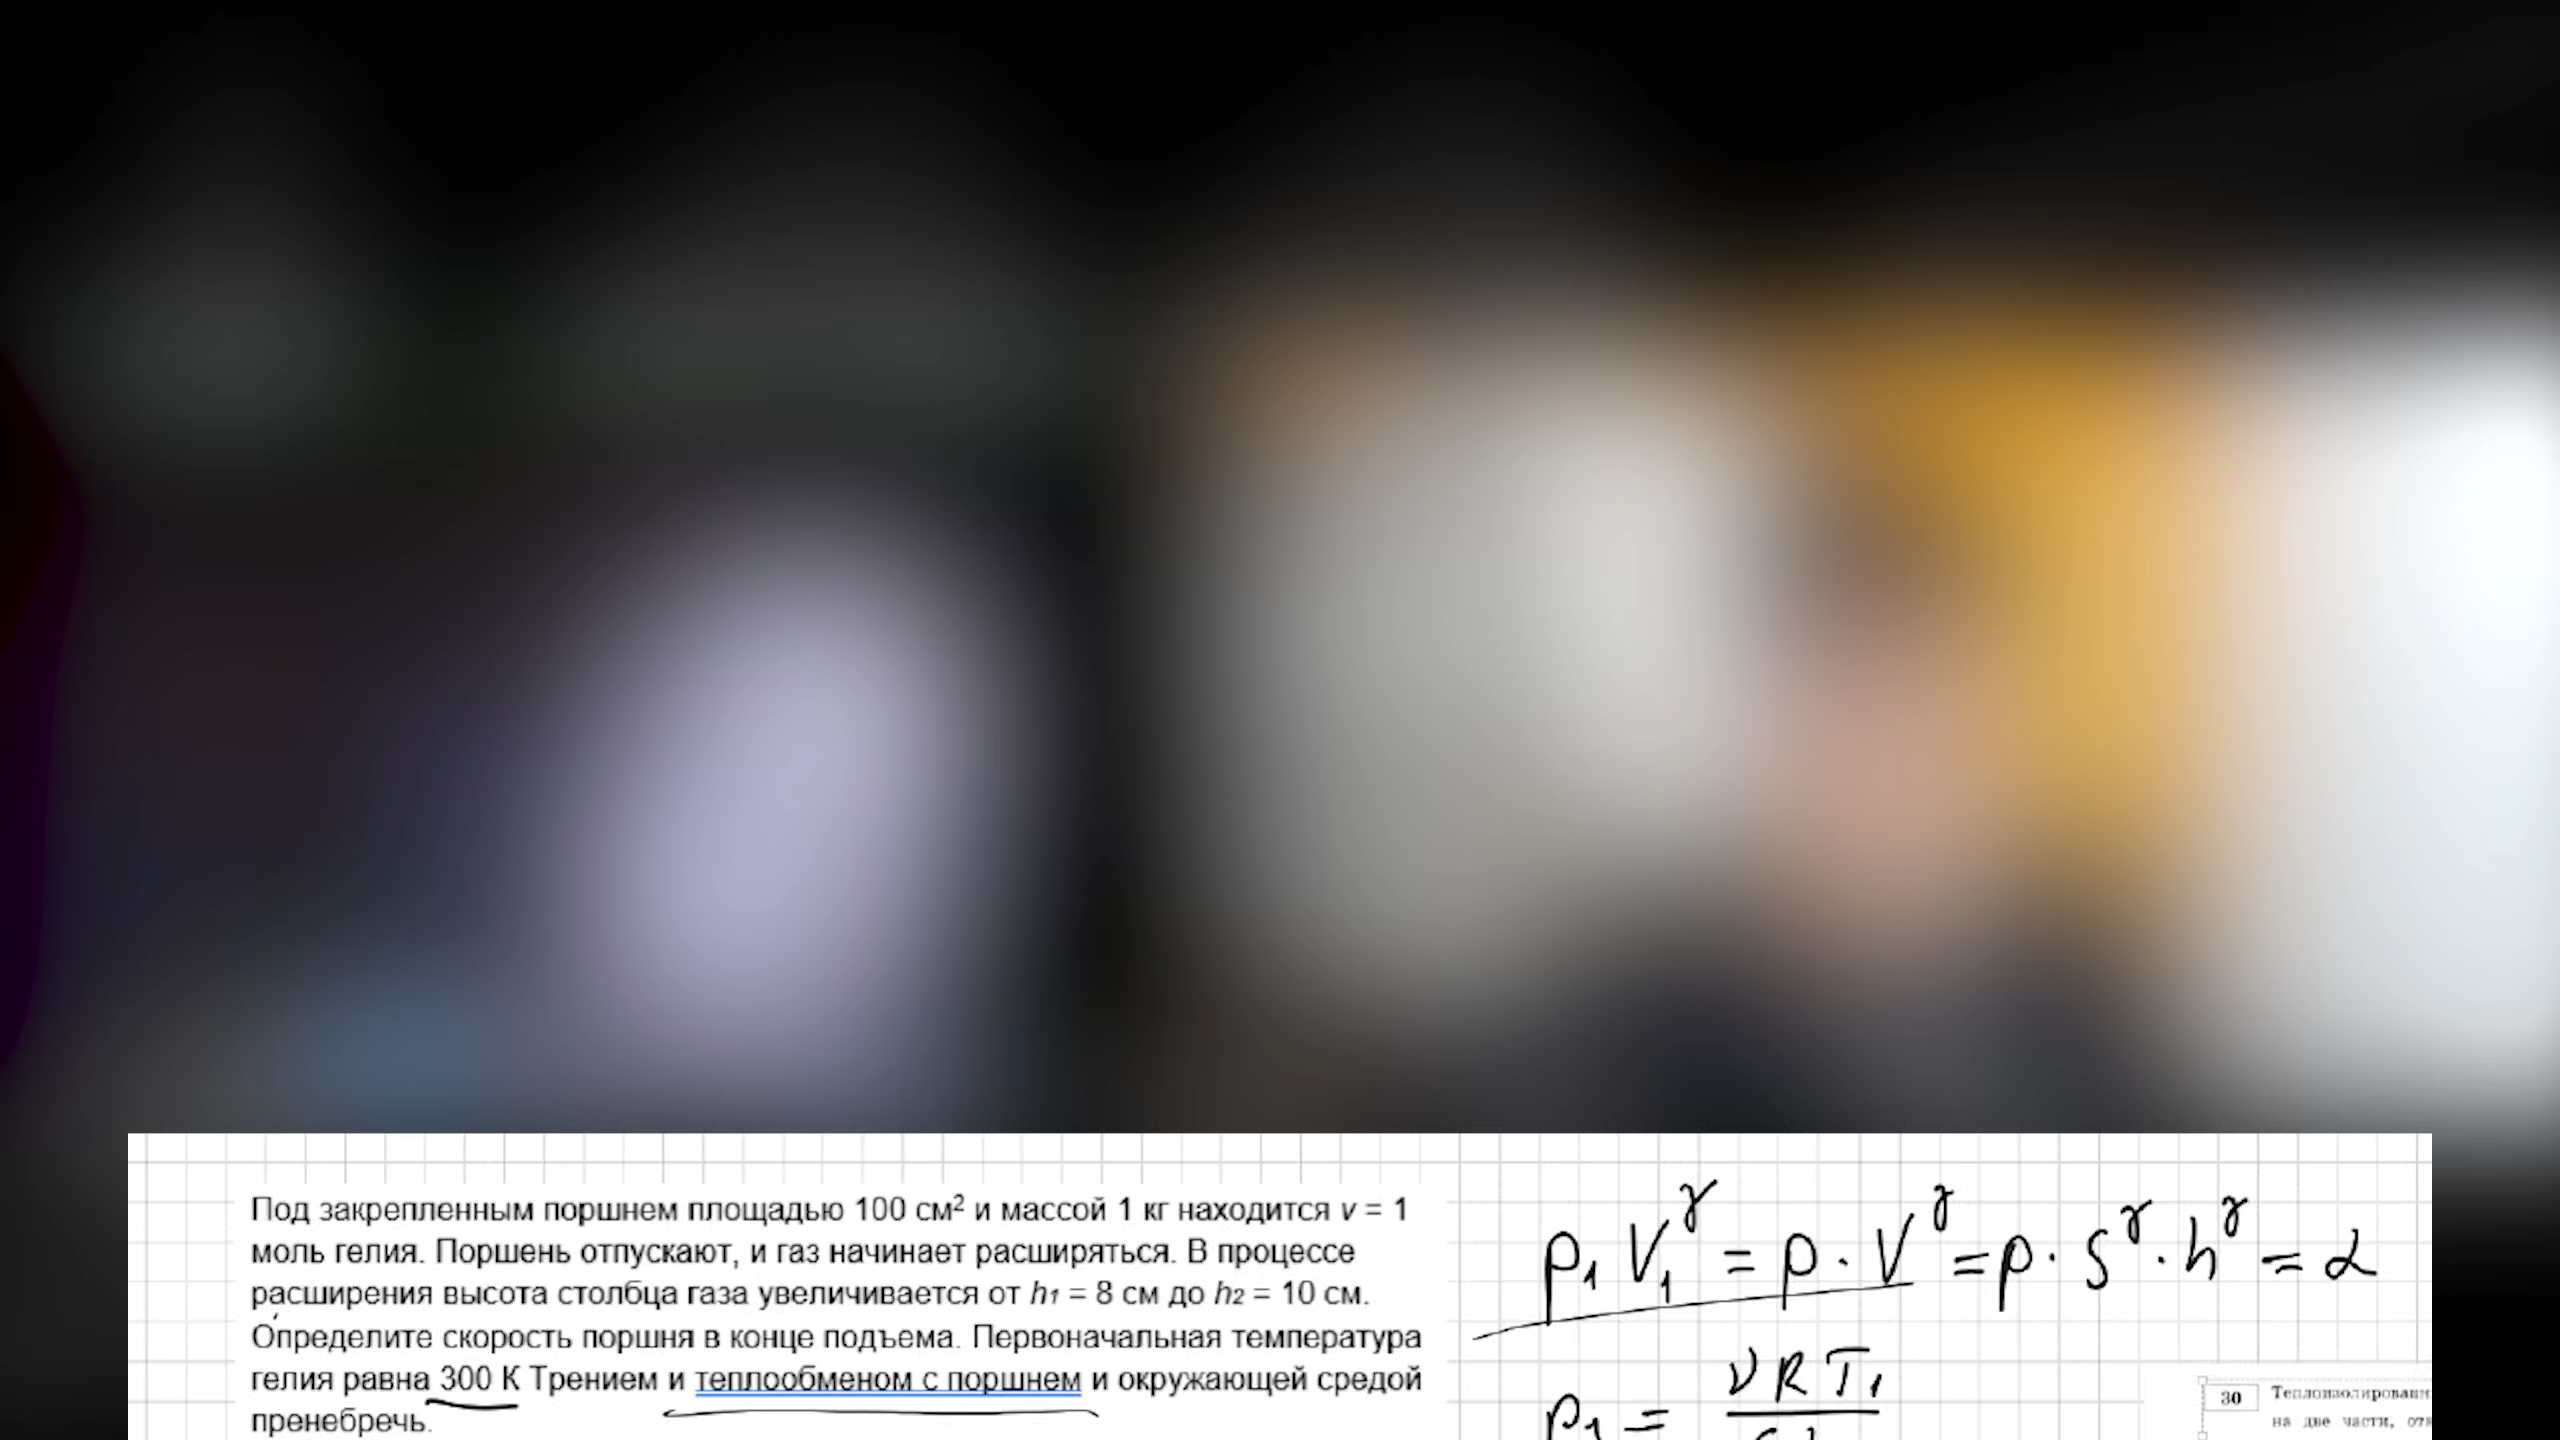 Под закрепленным поршнем площадью 100 см² и массой 1 кг находится ν = 1
моль гелия. Поршень отпускают, и газ начинает расширяться. В процессе
расширения высота столбца газа увеличивается от h₁ = 8 см до h₂ = 10 см.
Определите скорость поршня в конце подъема. Первоначальная температура
гелия равна 300 К Трением и теплообменом с поршнем и окружающей средой
пренебречь.
p₁ V₁^γ = p · V^γ = p · S^γ · h^γ = α
p₁ = νRT₁
30 Теплоизолирован
на две части,